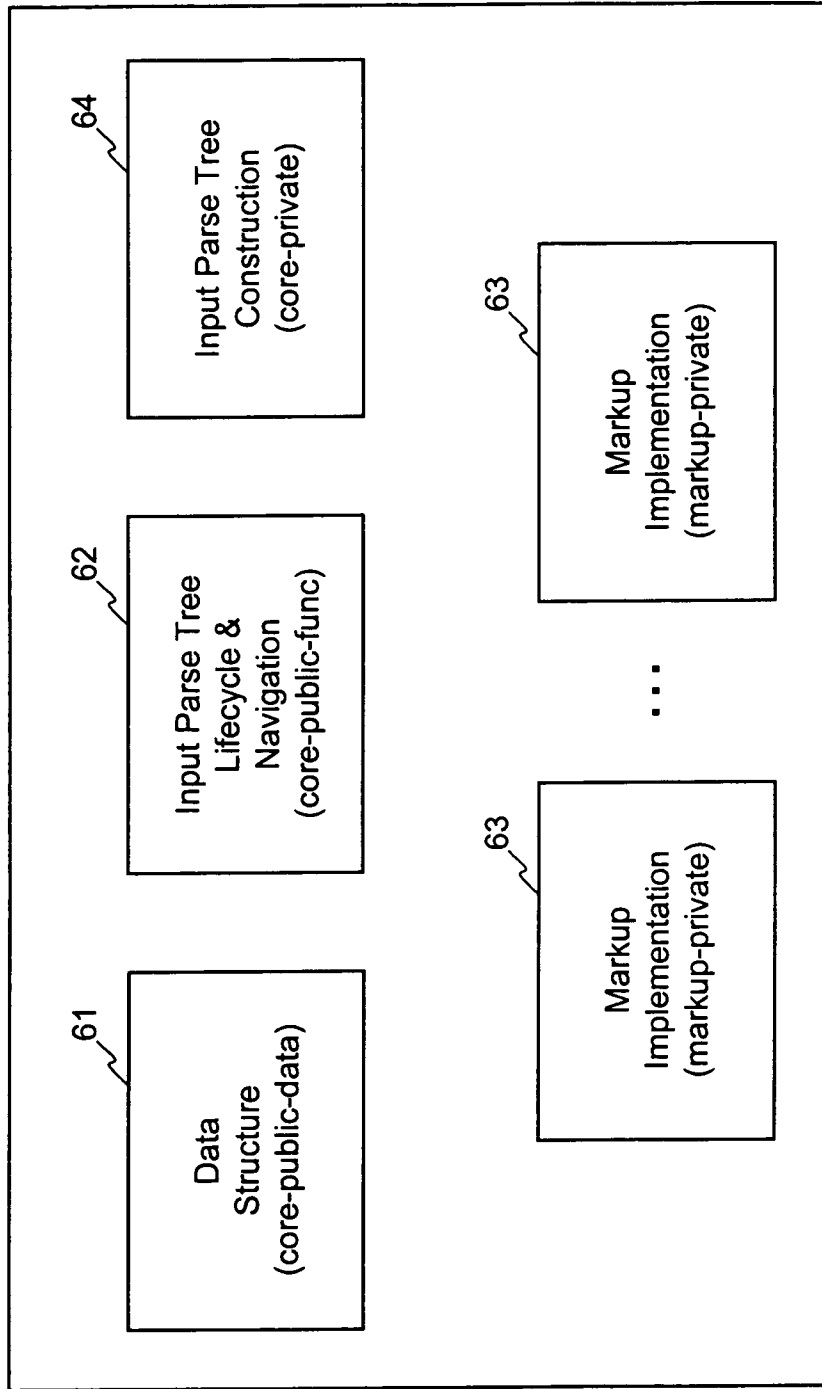 61
Data
Structure
(core-public-data)
62
Input Parse Tree
Lifecycle &
Navigation
(core-public-func)
64
Input Parse Tree
Construction
(core-private)
63
Markup
Implementation
(markup-private)
...
63
Markup
Implementation
(markup-private)